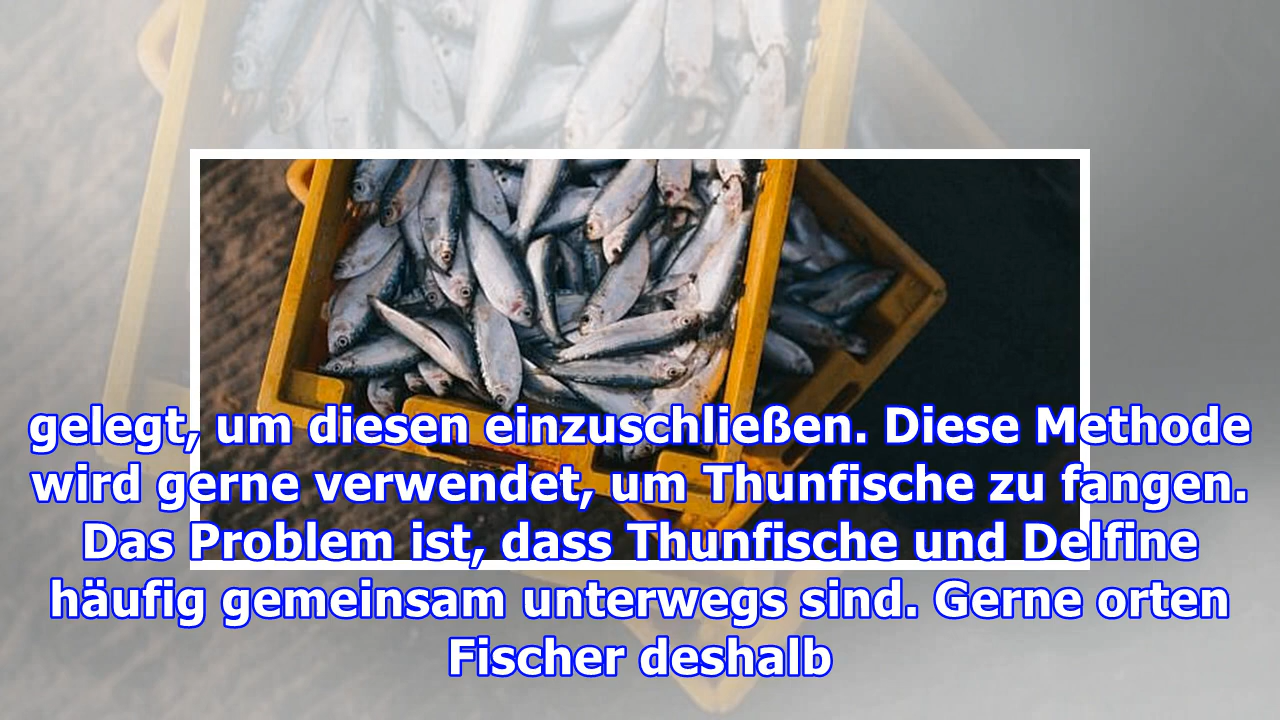 gelegt, um diesen einzuschließen. Diese Methode
wird gerne verwendet, um Thunfische zu fangen.
Das Problem ist, dass Thunfische und Delfine
häufig gemeinsam unterwegs sind. Gerne orten
Fischer deshalb